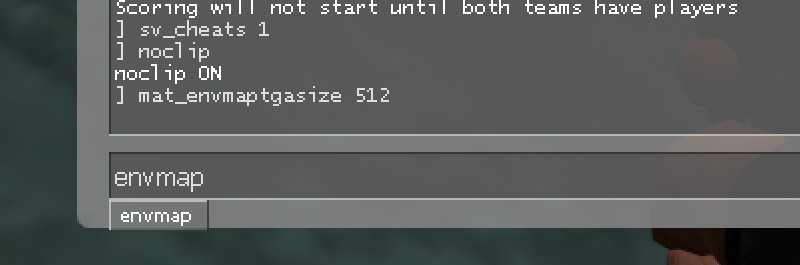 Scoring will not start until both teams have players
] sv_cheats 1
] noclip
noclip ON
] mat_envmaptgasize 512
envmap
envmap